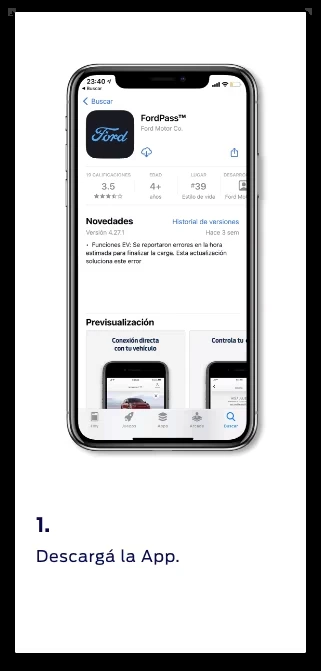 23:40
Buscar
Buscar
Ford
FordPass™
Ford Motor Co.
10 CALIFICACIONES
EDAD
LUGAR
DESARRO
3.5
4+
#39
años
Estilo de vida
Ford Mot
Novedades
Historial de versiones
Versión 4.27.1
Hace 3 sem
• Funciones EV: Se reportaron errores en la hora
estimada para finalizar la carga. Esta actualización
soluciona este error
Previsualización
Conexión directa
con tu vehículo
Controla tu
Hoy
Juegos
Apps
Arcade
Buscar
1.
Descargá la App.